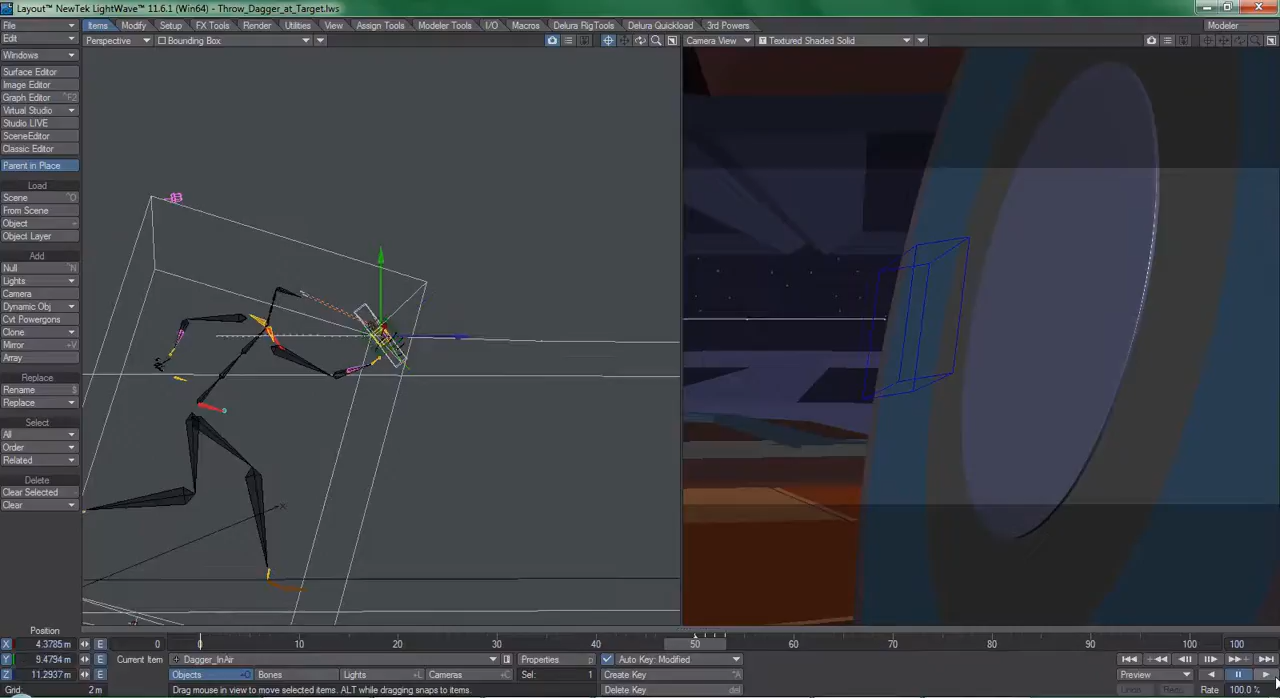 Layout™ NewTek LightWave 11.6.1 (Win64) - Throw_Dagger_at_Target.lws
File Items Modify Setup FX Tools Render Utilities View Assign Tools Modeler Tools I/O Macros Delura RigTools Delura Quickload 3rd Powers Modeler
Edit Perspective Bounding Box Camera View Textured Shaded Solid
Windows
Surface Editor
Image Editor
Graph Editor ^F2
Virtual Studio
Studio LIVE
SceneEditor
Classic Editor
Parent in Place
Load
Scene ^O
From Scene
Object +
Object Layer
Add
Null ^N
Lights
Camera
Dynamic Obj
Cvt Powergons
Clone
Mirror +V
Array
Replace
Rename $
Replace
Select
All
Order
Related
Delete
Clear Selected -
Clear
Position
X 4.3785 m E 0 0 10 20 30 40 50 60 70 80 90 100 100
Y 9.4794 m E Current Item Dagger_InAir Properties p Auto Key: Modified
Z 11.2937 m E Objects +O Bones Lights +L Cameras Sel: 1 Create Key Preview
Grid: 2 m Drag mouse in view to move selected items. ALT while dragging snaps to items. Delete Key del Rate 100.0 %